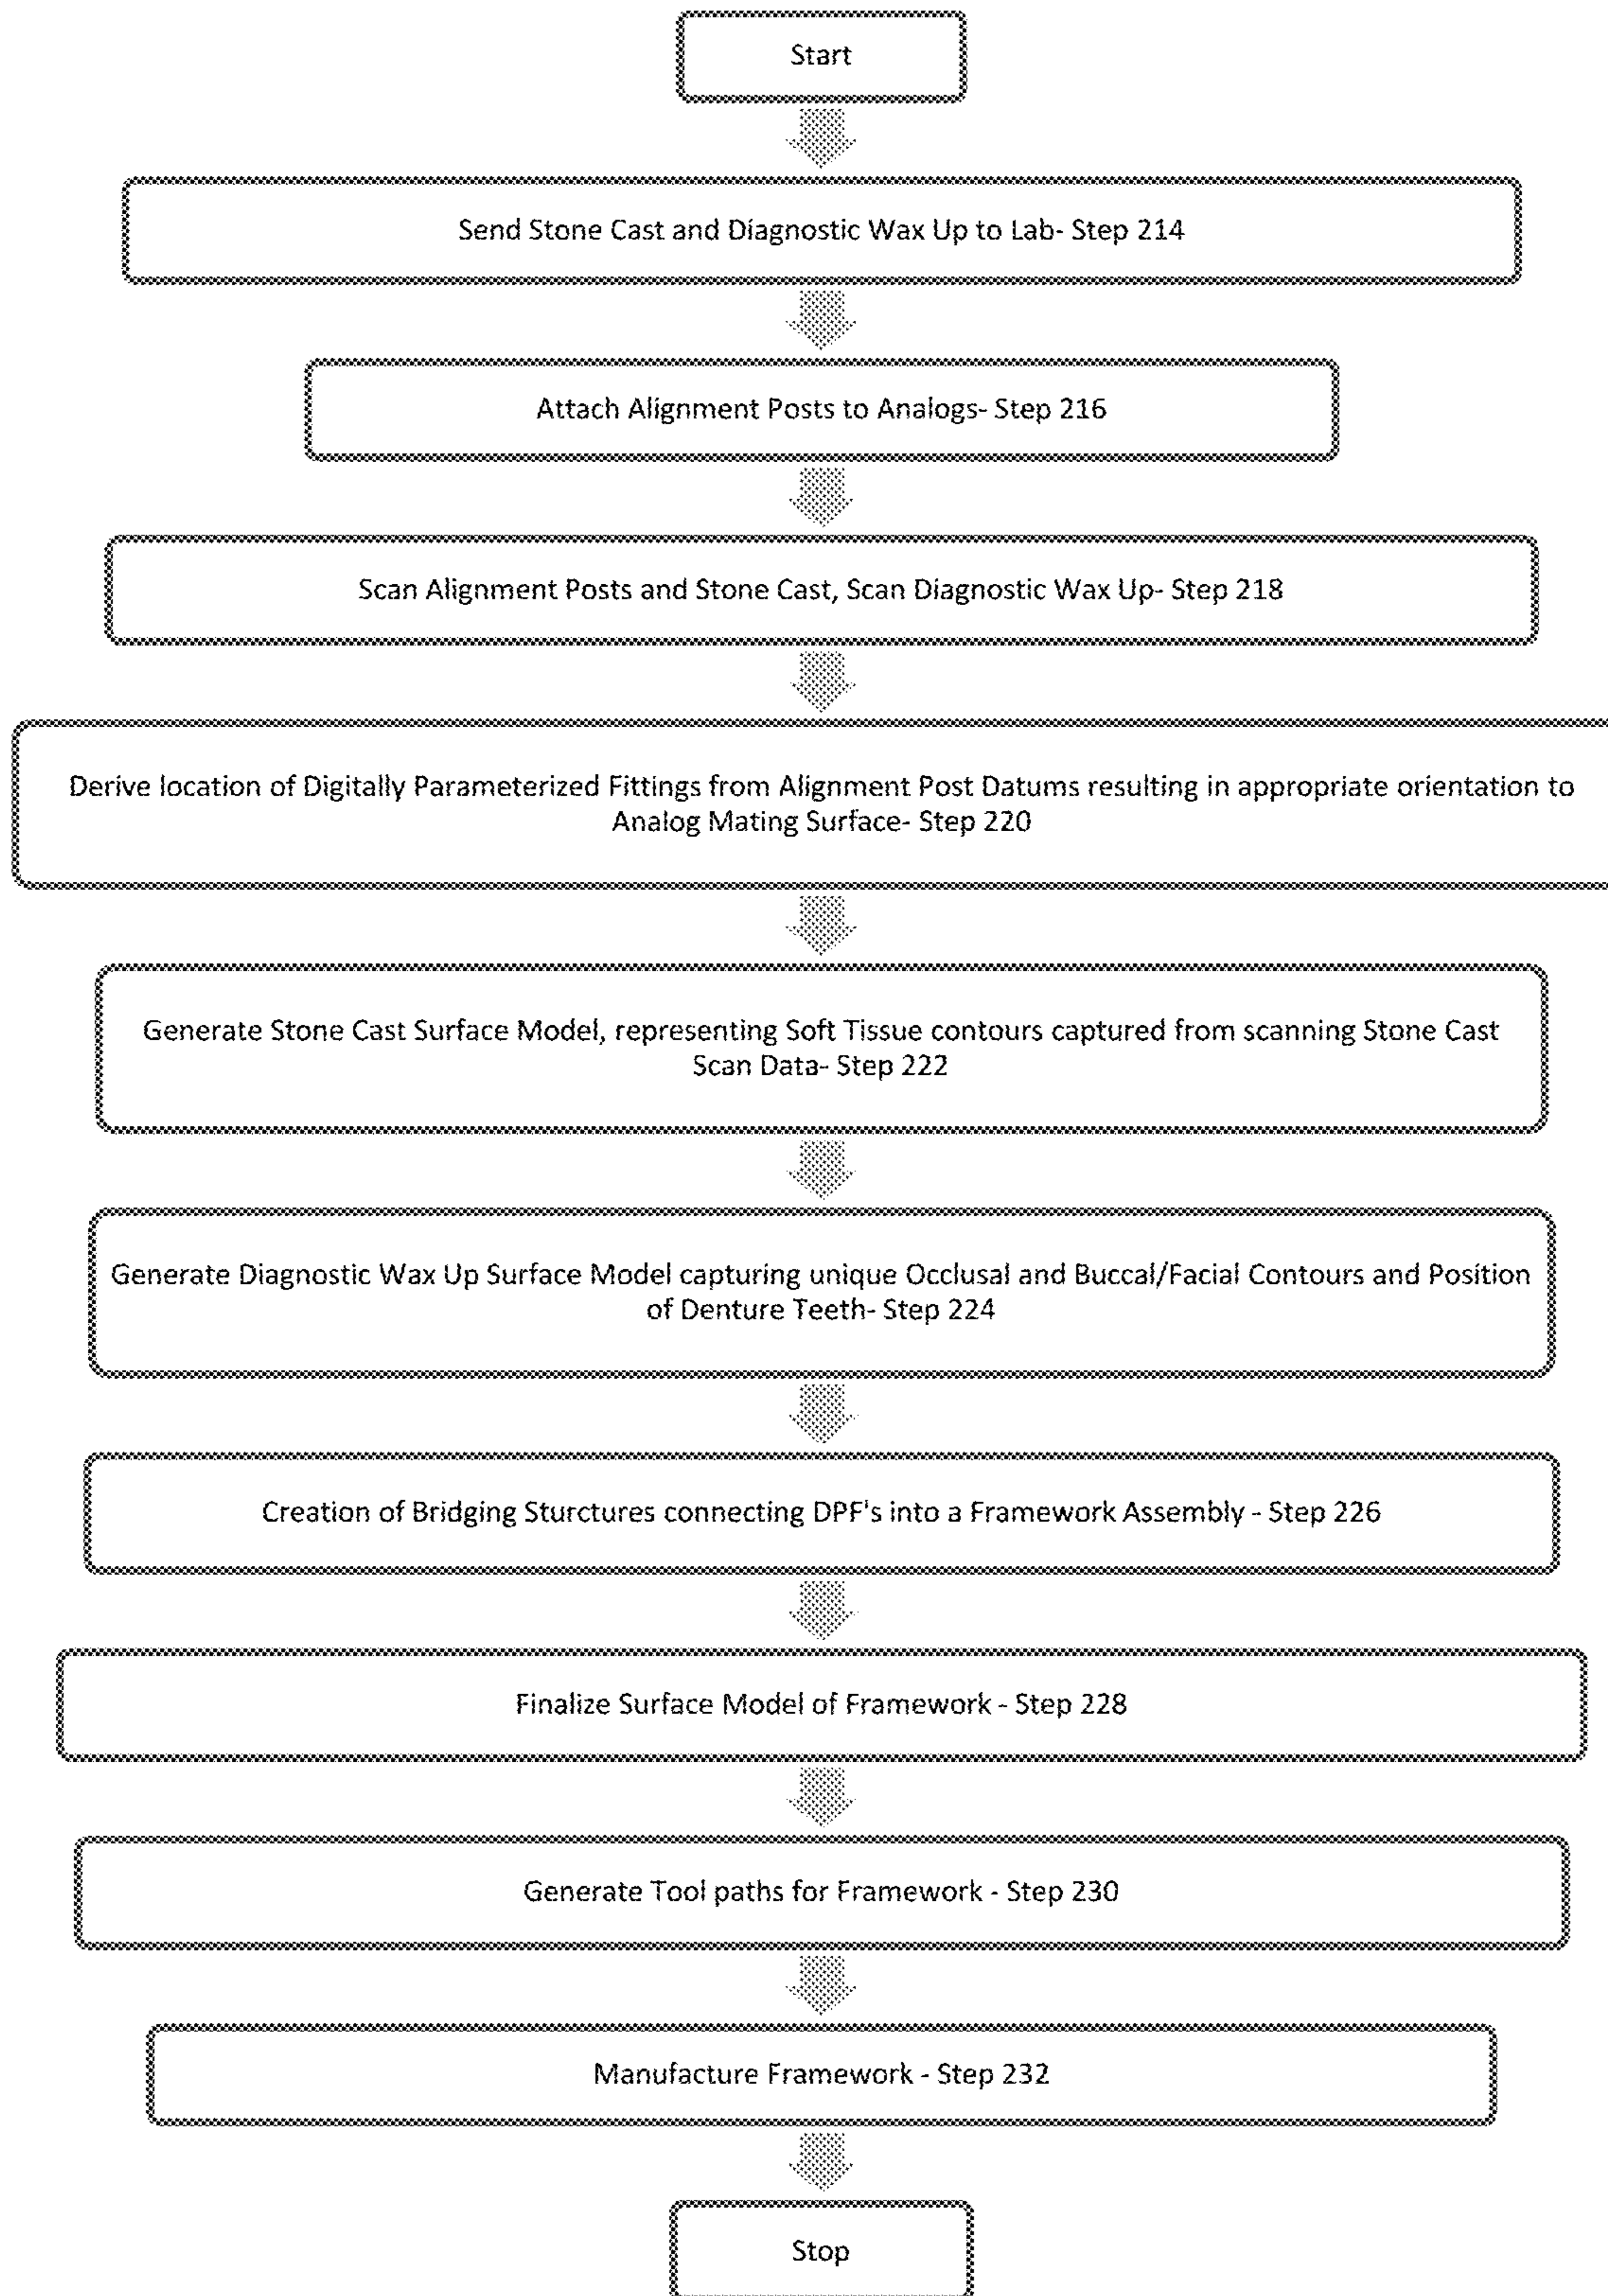 Start
Send Stone Cast and Diagnostic Wax Up to Lab- Step 214
Attach Alignment Posts to Analogs- Step 216
Scan Alignment Posts and Stone Cast, Scan Diagnostic Wax Up- Step 218
Derive location of Digitally Parameterized Fittings from Alignment Post Datums resulting in appropriate orientation to
Analog Mating Surface- Step 220
Generate Stone Cast Surface Model, representing Soft Tissue contours captured from scanning Stone Cast
Scan Data- Step 222
Generate Diagnostic Wax Up Surface Model capturing unique Occlusal and Buccal/Facial Contours and Position
of Denture Teeth- Step 224
Creation of Bridging Sturctures connecting DPF's into a Framework Assembly - Step 226
Finalize Surface Model of Framework - Step 228
Generate Tool paths for Framework - Step 230
Manufacture Framework - Step 232
Stop